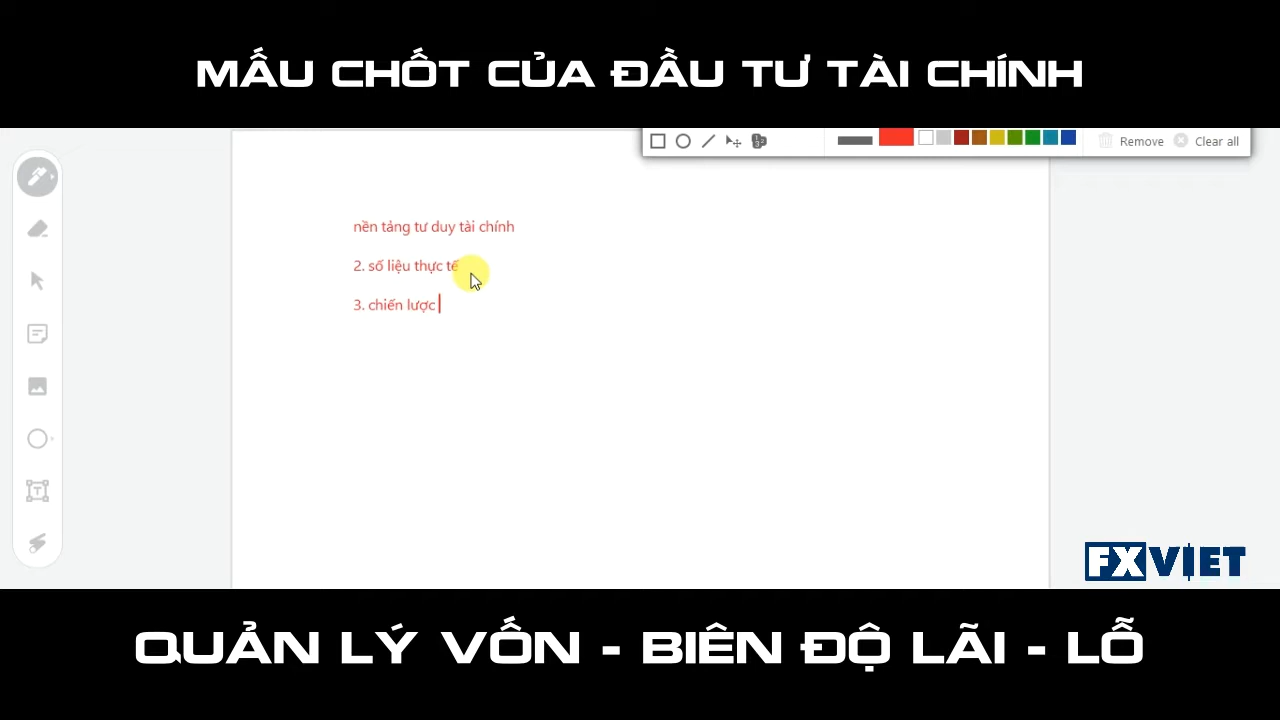 MẤU CHỐT CỦA ĐẦU TƯ TÀI CHÍNH
Remove
Clear all
nền tảng tư duy tài chính
2. số liệu thực tế
3. chiến lược
FXVIET
QUẢN LÝ VỐN - BIÊN ĐỘ LÃI - LỖ